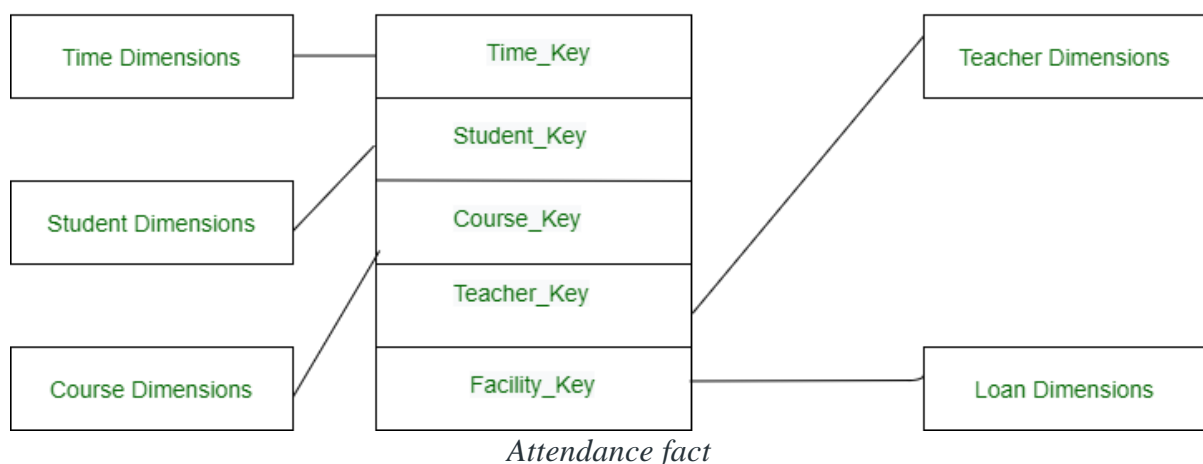 Time Dimensions
Time_Key
Teacher Dimensions
Student_Key
Student Dimensions
Course_Key
Teacher_Key
Course Dimensions
Facility_Key
Loan Dimensions
Attendance fact